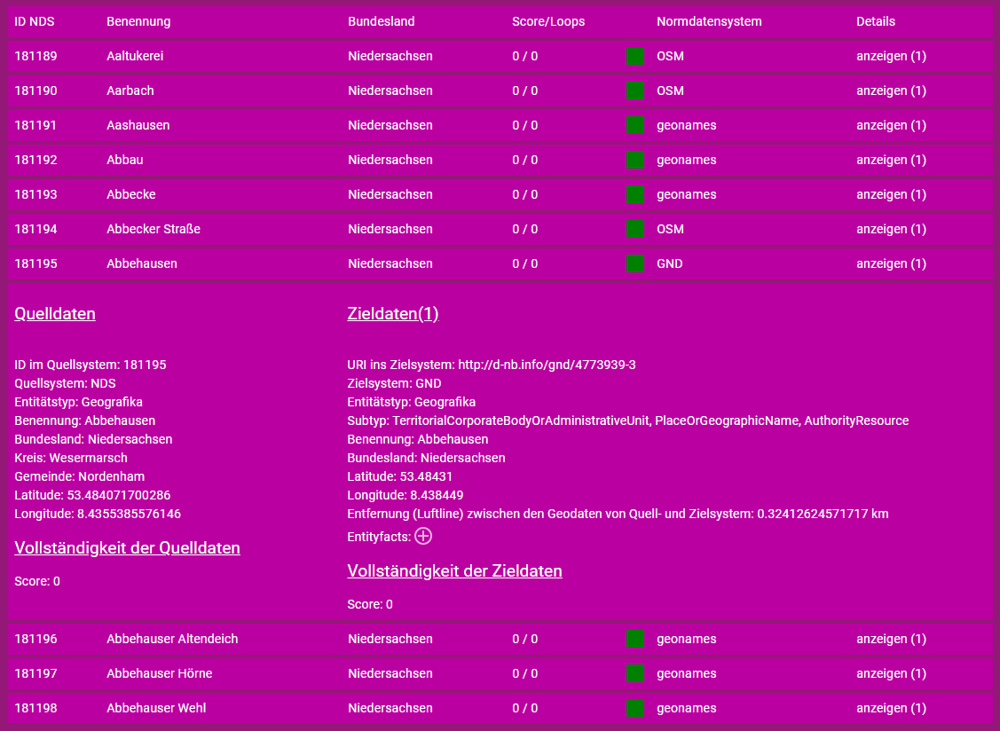 ID NDS Benennung Bundesland Score/Loops Normdatensystem Details
181189 Aaltukerei Niedersachsen 0 / 0 OSM anzeigen (1)
181190 Aarbach Niedersachsen 0 / 0 OSM anzeigen (1)
181191 Aashausen Niedersachsen 0 / 0 geonames anzeigen (1)
181192 Abbau Niedersachsen 0 / 0 geonames anzeigen (1)
181193 Abbecke Niedersachsen 0 / 0 geonames anzeigen (1)
181194 Abbecker Straße Niedersachsen 0 / 0 OSM anzeigen (1)
181195 Abbehausen Niedersachsen 0 / 0 GND anzeigen (1)
Quelldaten
ID im Quellsystem: 181195
Quellsystem: NDS
Entitätstyp: Geografika
Benennung: Abbehausen
Bundesland: Niedersachsen
Kreis: Wesermarsch
Gemeinde: Nordenham
Latitude: 53.484071700286
Longitude: 8.4355385576146
Vollständigkeit der Quelldaten
Score: 0
Zieldaten(1)
URI ins Zielsystem: http://d-nb.info/gnd/4773939-3
Zielsystem: GND
Entitätstyp: Geografika
Subtyp: TerritorialCorporateBodyOrAdministrativeUnit, PlaceOrGeographicName, AuthorityResource
Benennung: Abbehausen
Bundesland: Niedersachsen
Latitude: 53.48431
Longitude: 8.438449
Entfernung (Luftline) zwischen den Geodaten von Quell- und Zielsystem: 0.32412624571717 km
Entityfacts:
Vollständigkeit der Zieldaten
Score: 0
181196 Abbehauser Altendeich Niedersachsen 0 / 0 geonames anzeigen (1)
181197 Abbehauser Hörne Niedersachsen 0 / 0 geonames anzeigen (1)
181198 Abbehauser Wehl Niedersachsen 0 / 0 geonames anzeigen (1)